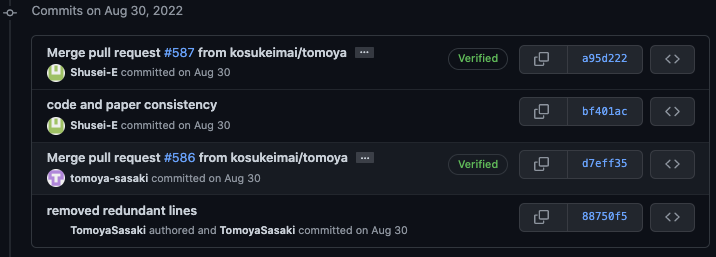 Commits on Aug 30, 2022
Merge pull request #587 from kosukeimai/tomoya ...
Verified
a95d222
Shusei-E committed on Aug 30
code and paper consistency
bf401ac
Shusei-E committed on Aug 30
Merge pull request #586 from kosukeimai/tomoya ...
Verified
d7eff35
tomoya-sasaki committed on Aug 30
removed redundant lines
88750f5
TomoyaSasaki authored and TomoyaSasaki committed on Aug 30